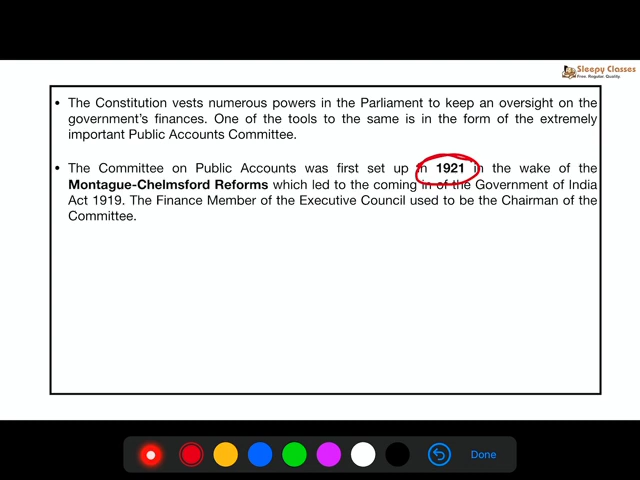 Sleepy Classes
Free. Regular. Quality
• The Constitution vests numerous powers in the Parliament to keep an oversight on the
government's finances. One of the tools to the same is in the form of the extremely
important Public Accounts Committee.
• The Committee on Public Accounts was first set up in 1921 in the wake of the
Montague-Chelmsford Reforms which led to the coming in of the Government of India
Act 1919. The Finance Member of the Executive Council used to be the Chairman of the
Committee.
Done